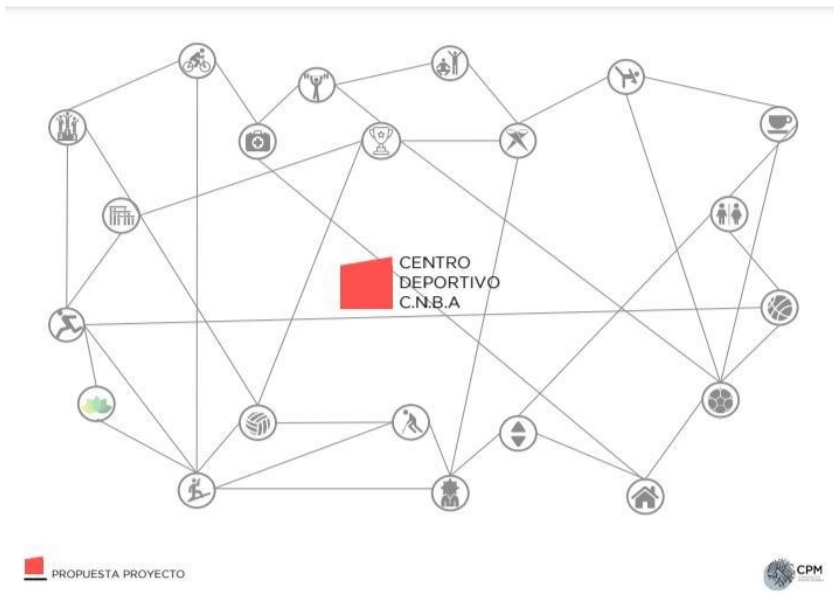 CENTRO
DEPORTIVO
C.N.B.A
PROPUESTA PROYECTO
CPM